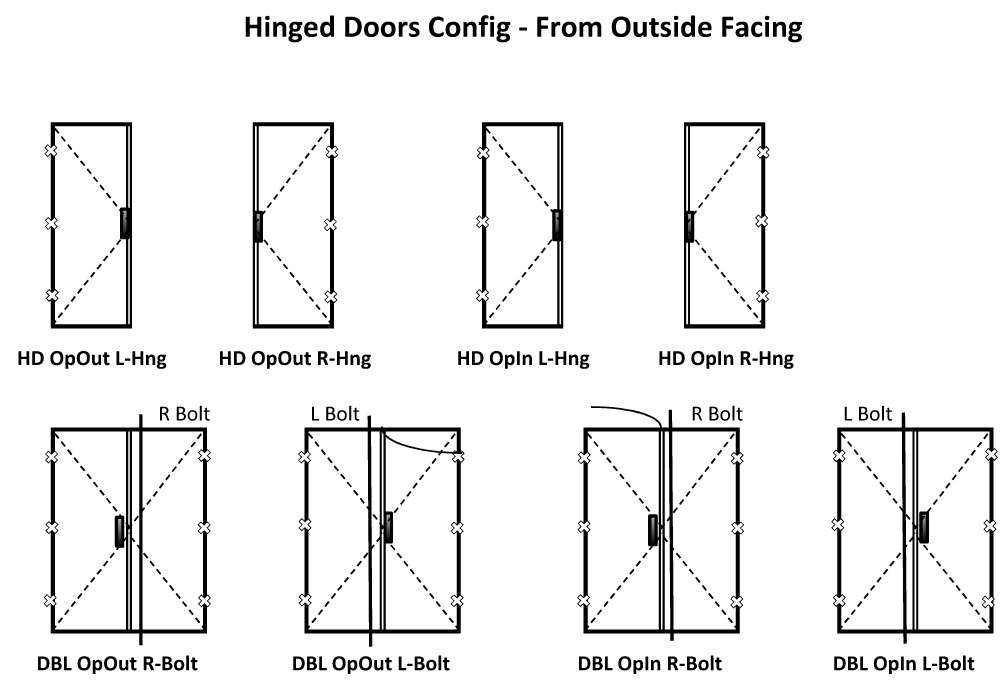 Hinged Doors Config - From Outside Facing
HD OpOut L-Hng
HD OpOut R-Hng
HD OpIn L-Hng
HD OpIn R-Hng
R Bolt
L Bolt
R Bolt
L Bolt
DBL OpOut R-Bolt
DBL OpOut L-Bolt
DBL OpIn R-Bolt
DBL OpIn L-Bolt